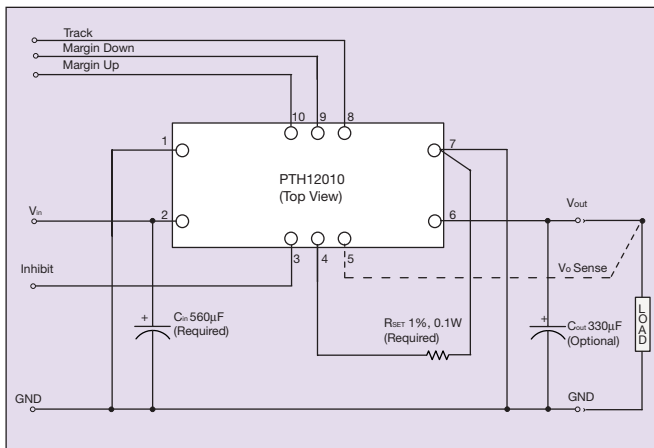 Track
Margin Down
Margin Up
10 9 8
1
7
PTH12010
(Top View)
Vin
2
6
Vout
3 4 5
Vo Sense
Inhibit
+
Cin 560µF
(Required)
RSET 1%, 0.1W
(Required)
+
Cout 330µF
(Optional)
LOAD
GND
GND